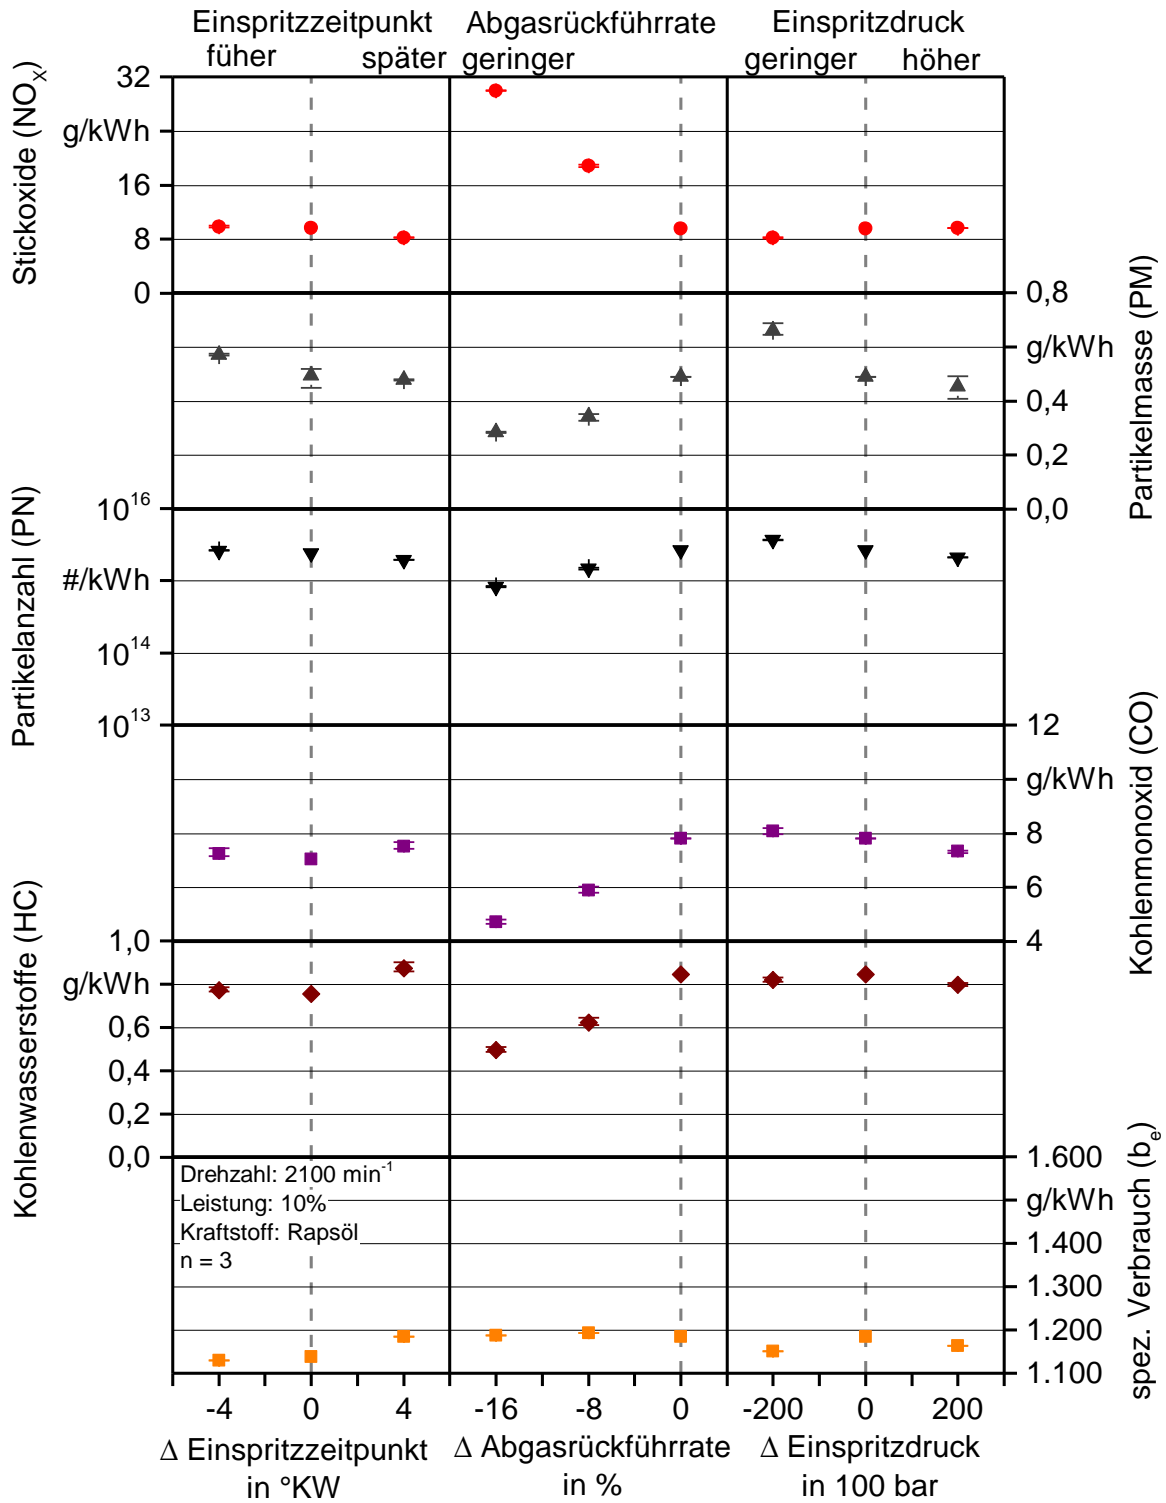 Einspritzzeitpunkt Abgasrückführrate Einspritzdruck
füher später geringer geringer höher
Stickoxide (NOX)
32
g/kWh
16
8
0
Partikelmasse (PM)
0,8
g/kWh
0,4
0,2
0,0
Partikelanzahl (PN)
10^16
#/kWh
10^14
10^13
Kohlenmonoxid (CO)
12
g/kWh
8
6
4
Kohlenwasserstoffe (HC)
1,0
g/kWh
0,6
0,4
0,2
0,0
spez. Verbrauch (be)
1.600
g/kWh
1.400
1.300
1.200
1.100
Drehzahl: 2100 min^-1
Leistung: 10%
Kraftstoff: Rapsöl
n = 3
-4 0 4 -16 -8 0 -200 0 200
Δ Einspritzzeitpunkt Δ Abgasrückführrate Δ Einspritzdruck
in °KW in % in 100 bar